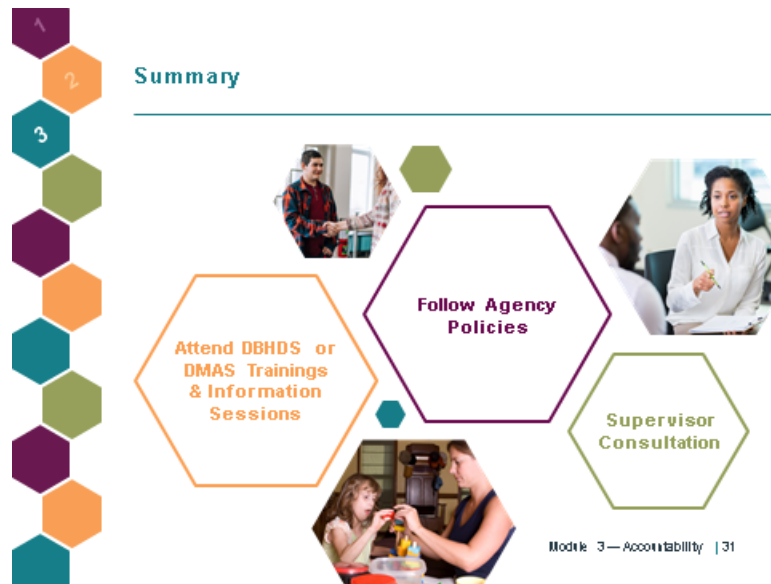 1
2
3
Summary
Follow Agency
Policies
Attend DBHDS or
DMAS Trainings
& Information
Sessions
Supervisor
Consultation
Module 3 — Accountability | 31